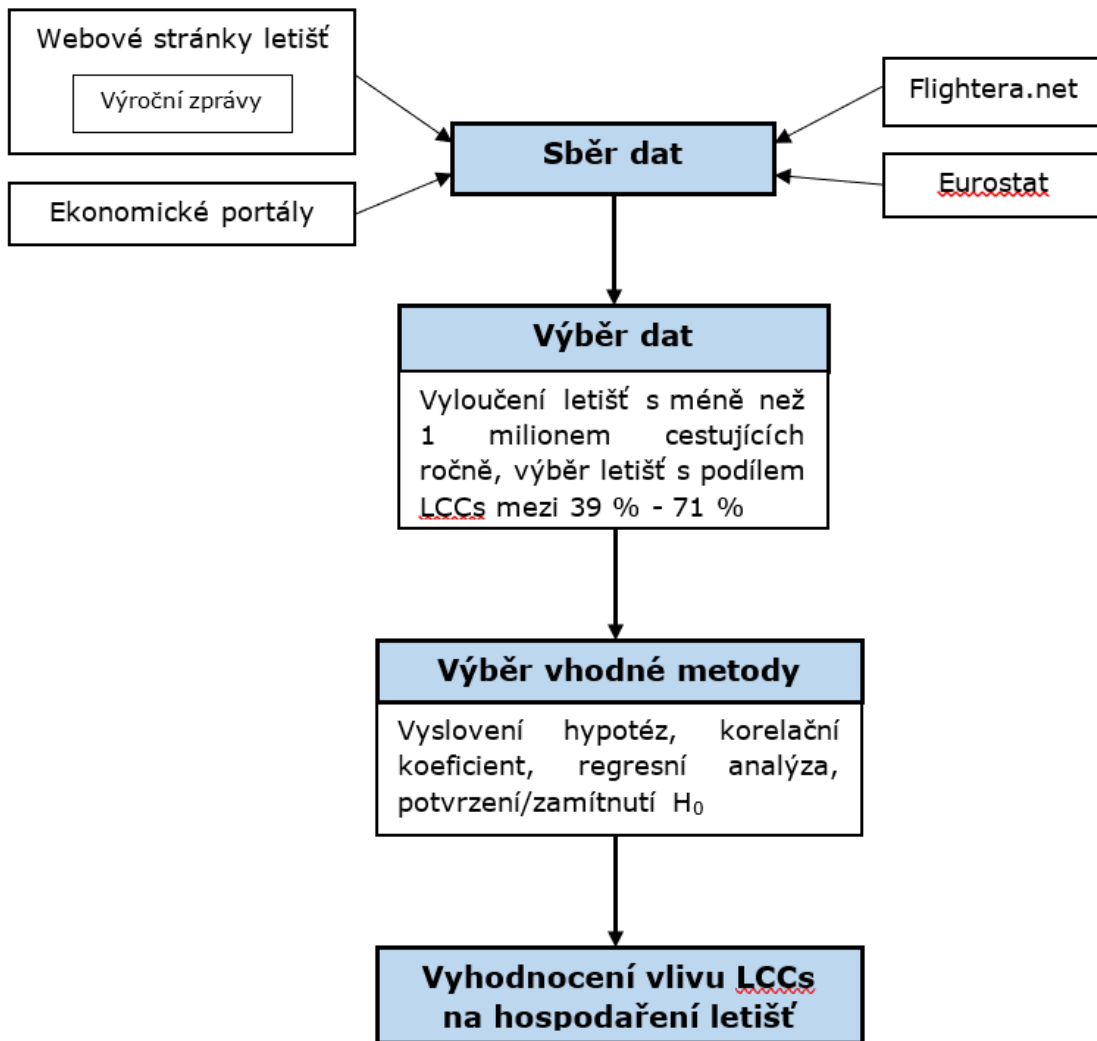 Webové stránky letišť
Výroční zprávy
Ekonomické portály
Flightera.net
Eurostat
Sběr dat
Výběr dat
Vyloučení letišť s méně než
1 milionem cestujících
ročně, výběr letišť s podílem
LCCs mezi 39 % - 71 %
Výběr vhodné metody
Vyslovení hypotéz, korelační
koeficient, regresní analýza,
potvrzení/zamítnutí H₀
Vyhodnocení vlivu LCCs
na hospodaření letišť